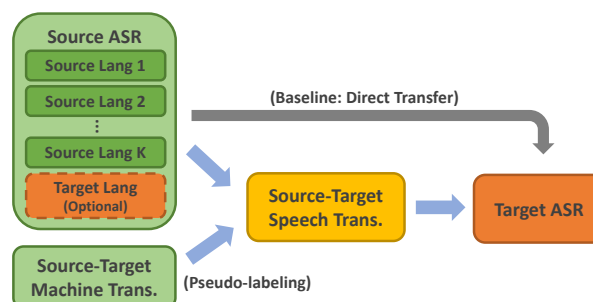 Source ASR
Source Lang 1
Source Lang 2
⋮
Source Lang K
Target Lang
(Optional)
Source-Target
Machine Trans.
(Pseudo-labeling)
(Baseline: Direct Transfer)
Source-Target
Speech Trans.
Target ASR